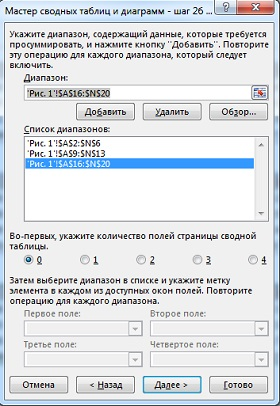 Мастер сводных таблиц и диаграмм - шаг 2б ...
Укажите диапазон, содержащий данные, которые требуется
просуммировать, и нажмите кнопку "Добавить". Повторите
эту операцию для каждого диапазона, который следует
включить.
Диапазон:
'Рис. 1'!$A$16:$N$20
Добавить Удалить Обзор...
Список диапазонов:
'Рис. 1'!$A$2:$N$6
'Рис. 1'!$A$9:$N$13
'Рис. 1'!$A$16:$N$20
Во-первых, укажите количество полей страницы сводной
таблицы.
0 1 2 3 4
Затем выберите диапазон в списке и укажите метку
элемента в каждом из доступных окон полей. Повторите
операцию для каждого диапазона.
Первое поле: Второе поле:
Третье поле: Четвертое поле:
Отмена < Назад Далее > Готово